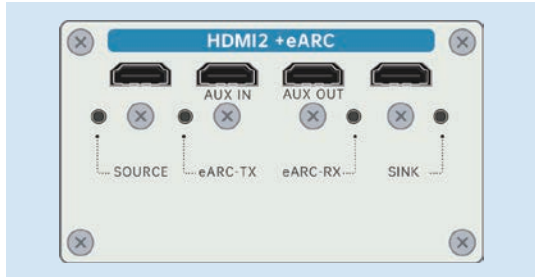 HDMI2 +eARC
AUX IN AUX OUT
SOURCE eARC-TX eARC-RX SINK